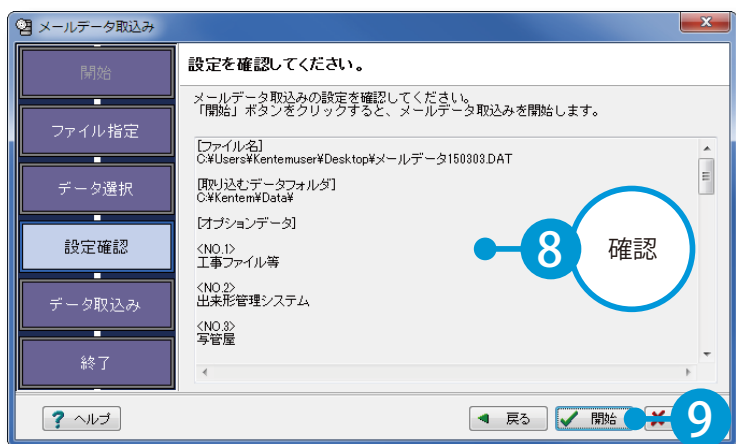 メールデータ取込み
開始
ファイル指定
データ選択
設定確認
データ取込み
終了
設定を確認してください。
メールデータ取込みの設定を確認してください。
「開始」ボタンをクリックすると、メールデータ取込みを開始します。
[ファイル名]
C:¥Users¥Kentemuser¥Desktop¥メールデータ150303.DAT
[取り込むデータフォルダ]
C:¥Kentem¥Data¥
[オプションデータ]
<NO.1>
工事ファイル等
<NO.2>
出来形管理システム
<NO.3>
写管屋
8 確認
? ヘルプ
戻る
開始
9